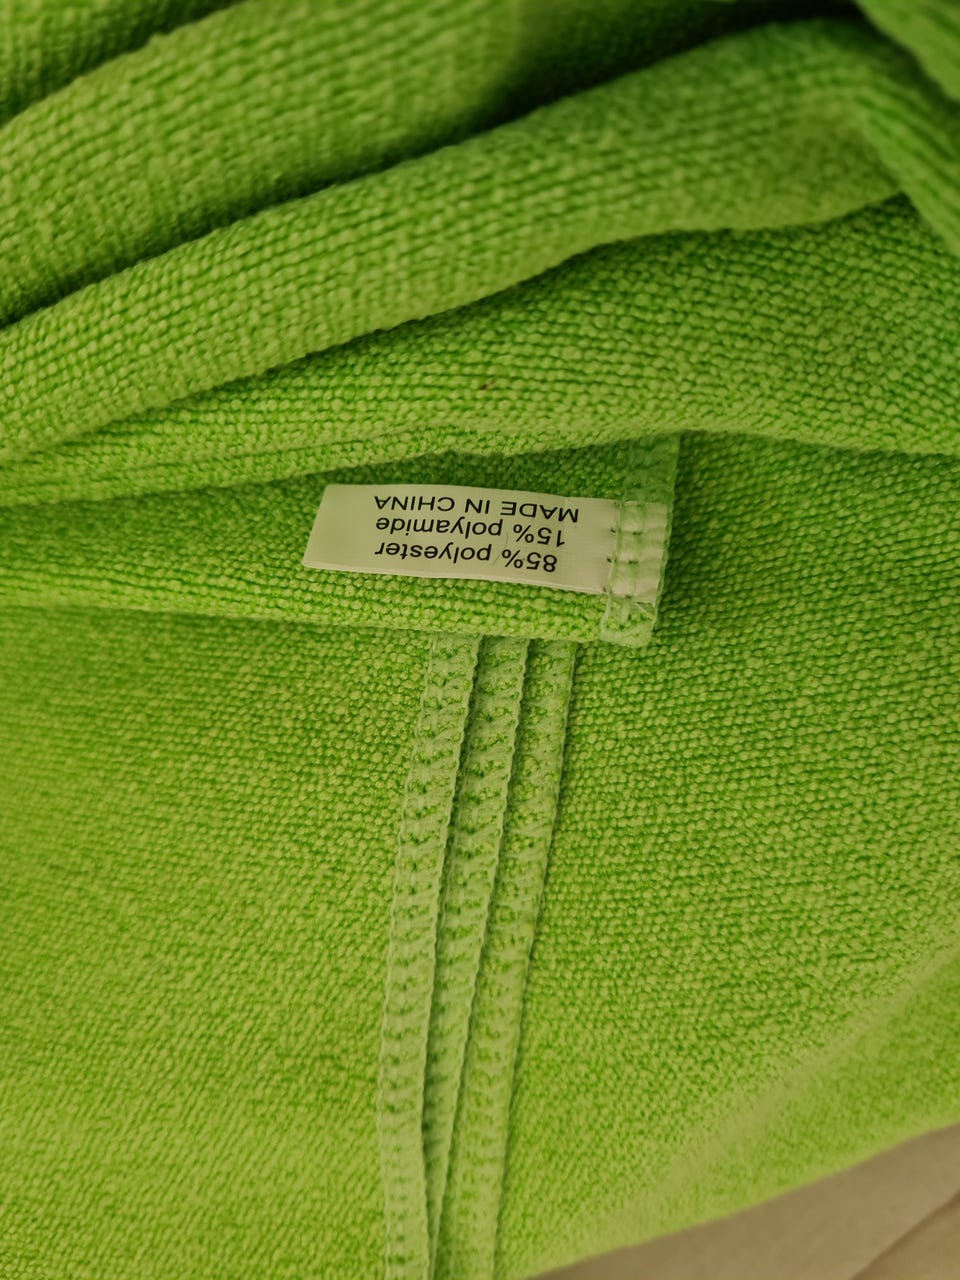 85% polyester
15% polyamide
MADE IN CHINA